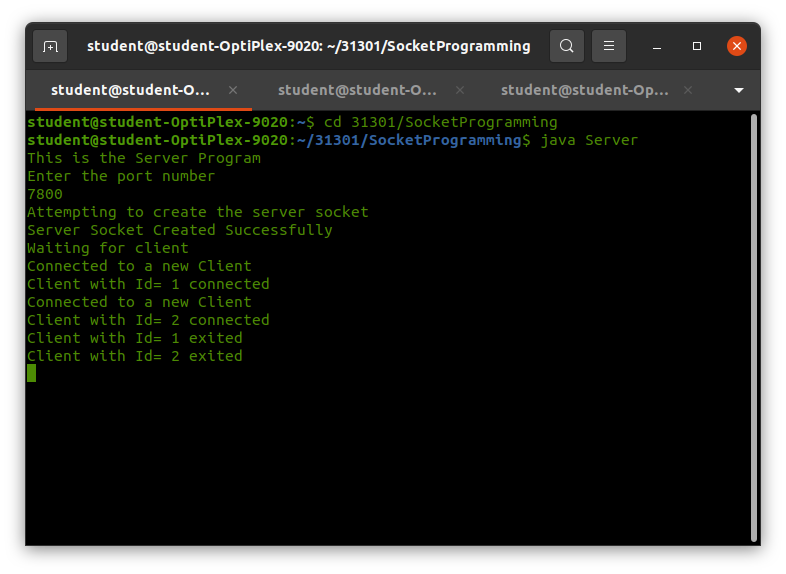 student@student-OptiPlex-9020: ~/31301/SocketProgramming
student@student-O... student@student-O... student@student-Op...
student@student-OptiPlex-9020:~$ cd 31301/SocketProgramming
student@student-OptiPlex-9020:~/31301/SocketProgramming$ java Server
This is the Server Program
Enter the port number
7800
Attempting to create the server socket
Server Socket Created Successfully
Waiting for client
Connected to a new Client
Client with Id= 1 connected
Connected to a new Client
Client with Id= 2 connected
Client with Id= 1 exited
Client with Id= 2 exited